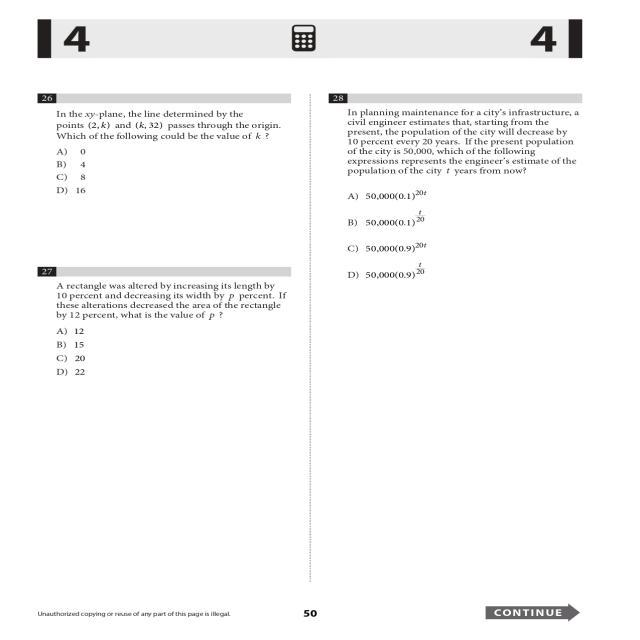 4
4
26
In the xy-plane, the line determined by the
points (2, k) and (k, 32) passes through the origin.
Which of the following could be the value of k ?
A) 0
B) 4
C) 8
D) 16
27
A rectangle was altered by increasing its length by
10 percent and decreasing its width by p percent. If
these alterations decreased the area of the rectangle
by 12 percent, what is the value of p ?
A) 12
B) 15
C) 20
D) 22
28
In planning maintenance for a city's infrastructure, a
civil engineer estimates that, starting from the
present, the population of the city will decrease by
10 percent every 20 years. If the present population
of the city is 50,000, which of the following
expressions represents the engineer's estimate of the
population of the city t years from now?
A) 50,000(0.1)^{20t}
B) 50,000(0.1)^{t/20}
C) 50,000(0.9)^{20t}
D) 50,000(0.9)^{t/20}
Unauthorized copying or reuse of any part of this page is illegal.
50
CONTINUE